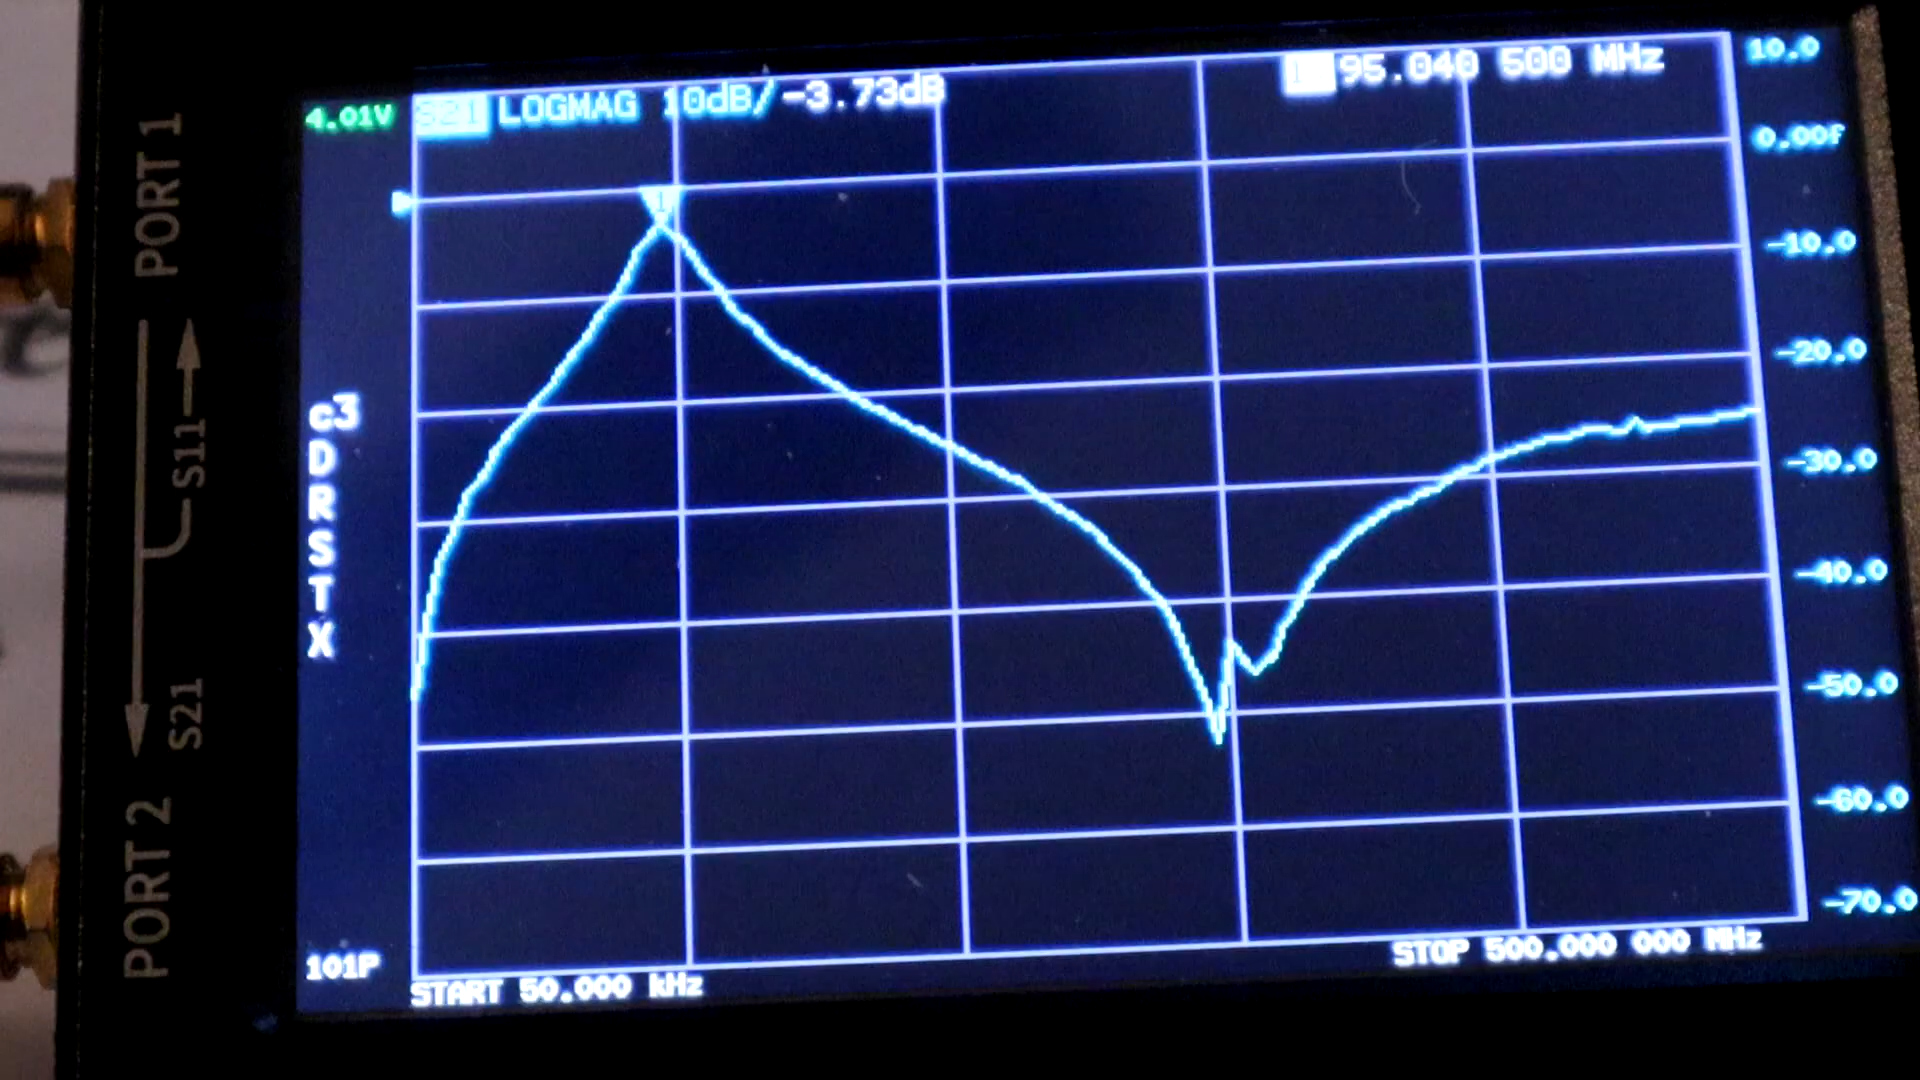 4.01V
S21 LOGMAG 10dB/-3.73dB
1 95.040 500 MHz
10.0
0.00f
-10.0
-20.0
-30.0
-40.0
-50.0
-60.0
-70.0
1
c3
D
R
S
T
X
101P
START 50.000 kHz
STOP 500.000 000 MHz
PORT 1
S11
S21
PORT 2